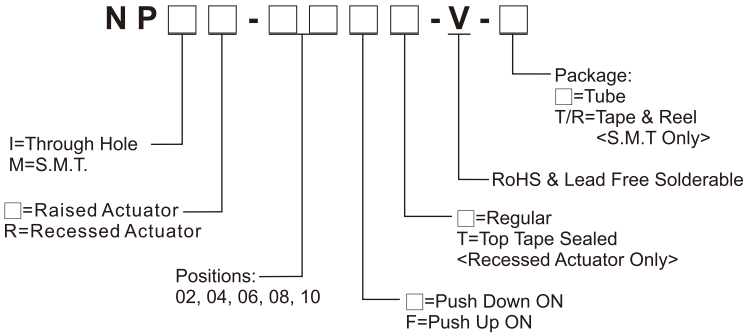 NP□□-□□□□-V-□
Package:
□=Tube
T/R=Tape & Reel
<S.M.T Only>
I=Through Hole
M=S.M.T.
RoHS & Lead Free Solderable
□=Raised Actuator
R=Recessed Actuator
□=Regular
T=Top Tape Sealed
<Recessed Actuator Only>
Positions:
02, 04, 06, 08, 10
□=Push Down ON
F=Push Up ON